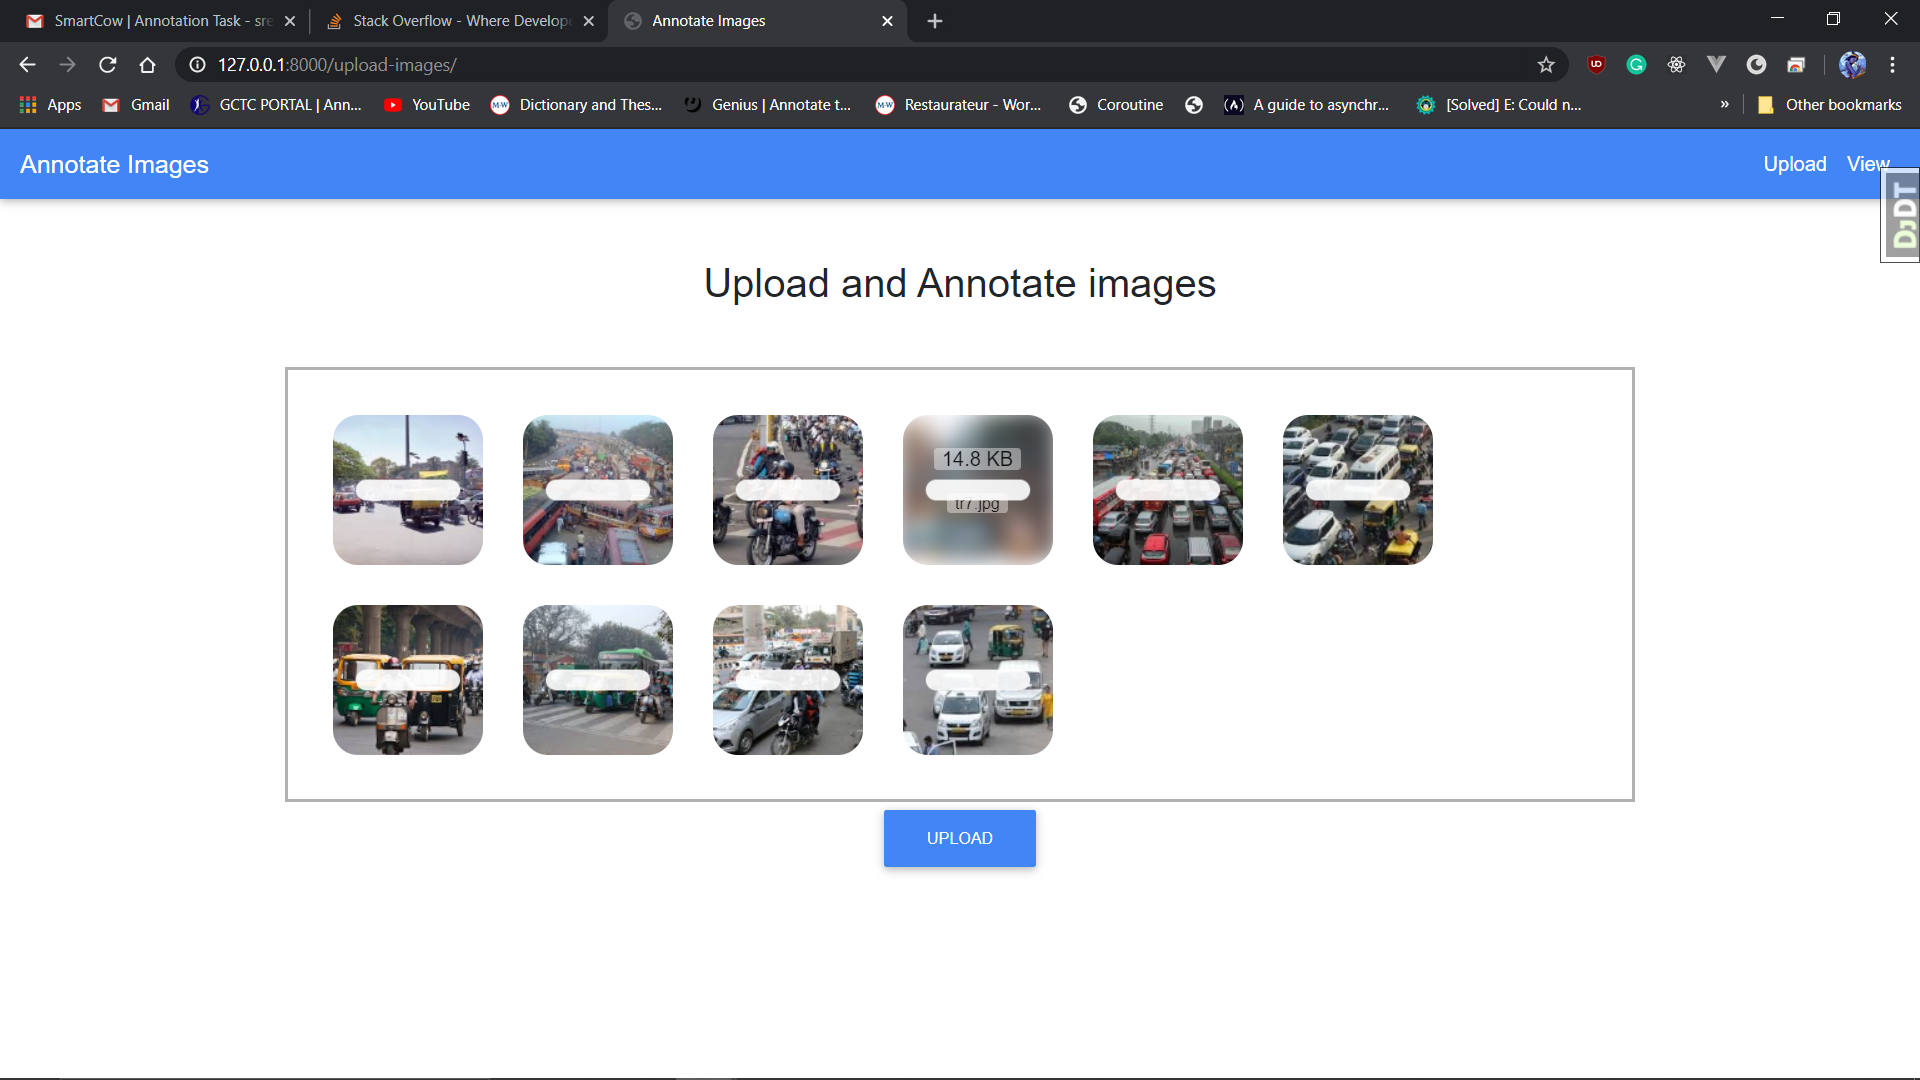 SmartCow | Annotation Task - sre
Stack Overflow - Where Develope
Annotate Images
127.0.0.1:8000/upload-images/
Apps
Gmail
GCTC PORTAL | Ann...
YouTube
Dictionary and Thes...
Genius | Annotate t...
Restaurateur - Wor...
Coroutine
A guide to asynchr...
[Solved] E: Could n...
»
Other bookmarks
Annotate Images
Upload
View
DjDT
Upload and Annotate images
14.8 KB
tr7.jpg
UPLOAD